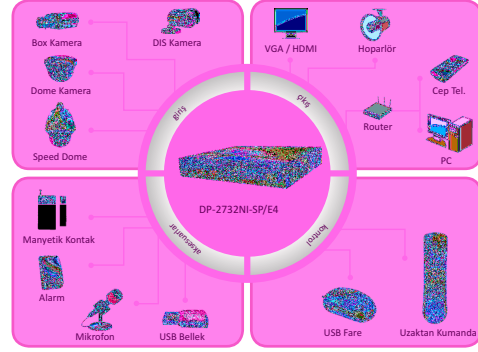 Box Kamera
DIS Kamera
Dome Kamera
Speed Dome
giriş
VGA / HDMI
Hoparlör
Cep Tel.
Router
PC
çıkış
DP-2732NI-SP/E4
aksesuarlar
Manyetik Kontak
Alarm
Mikrofon
USB Bellek
kontrol
USB Fare
Uzaktan Kumanda